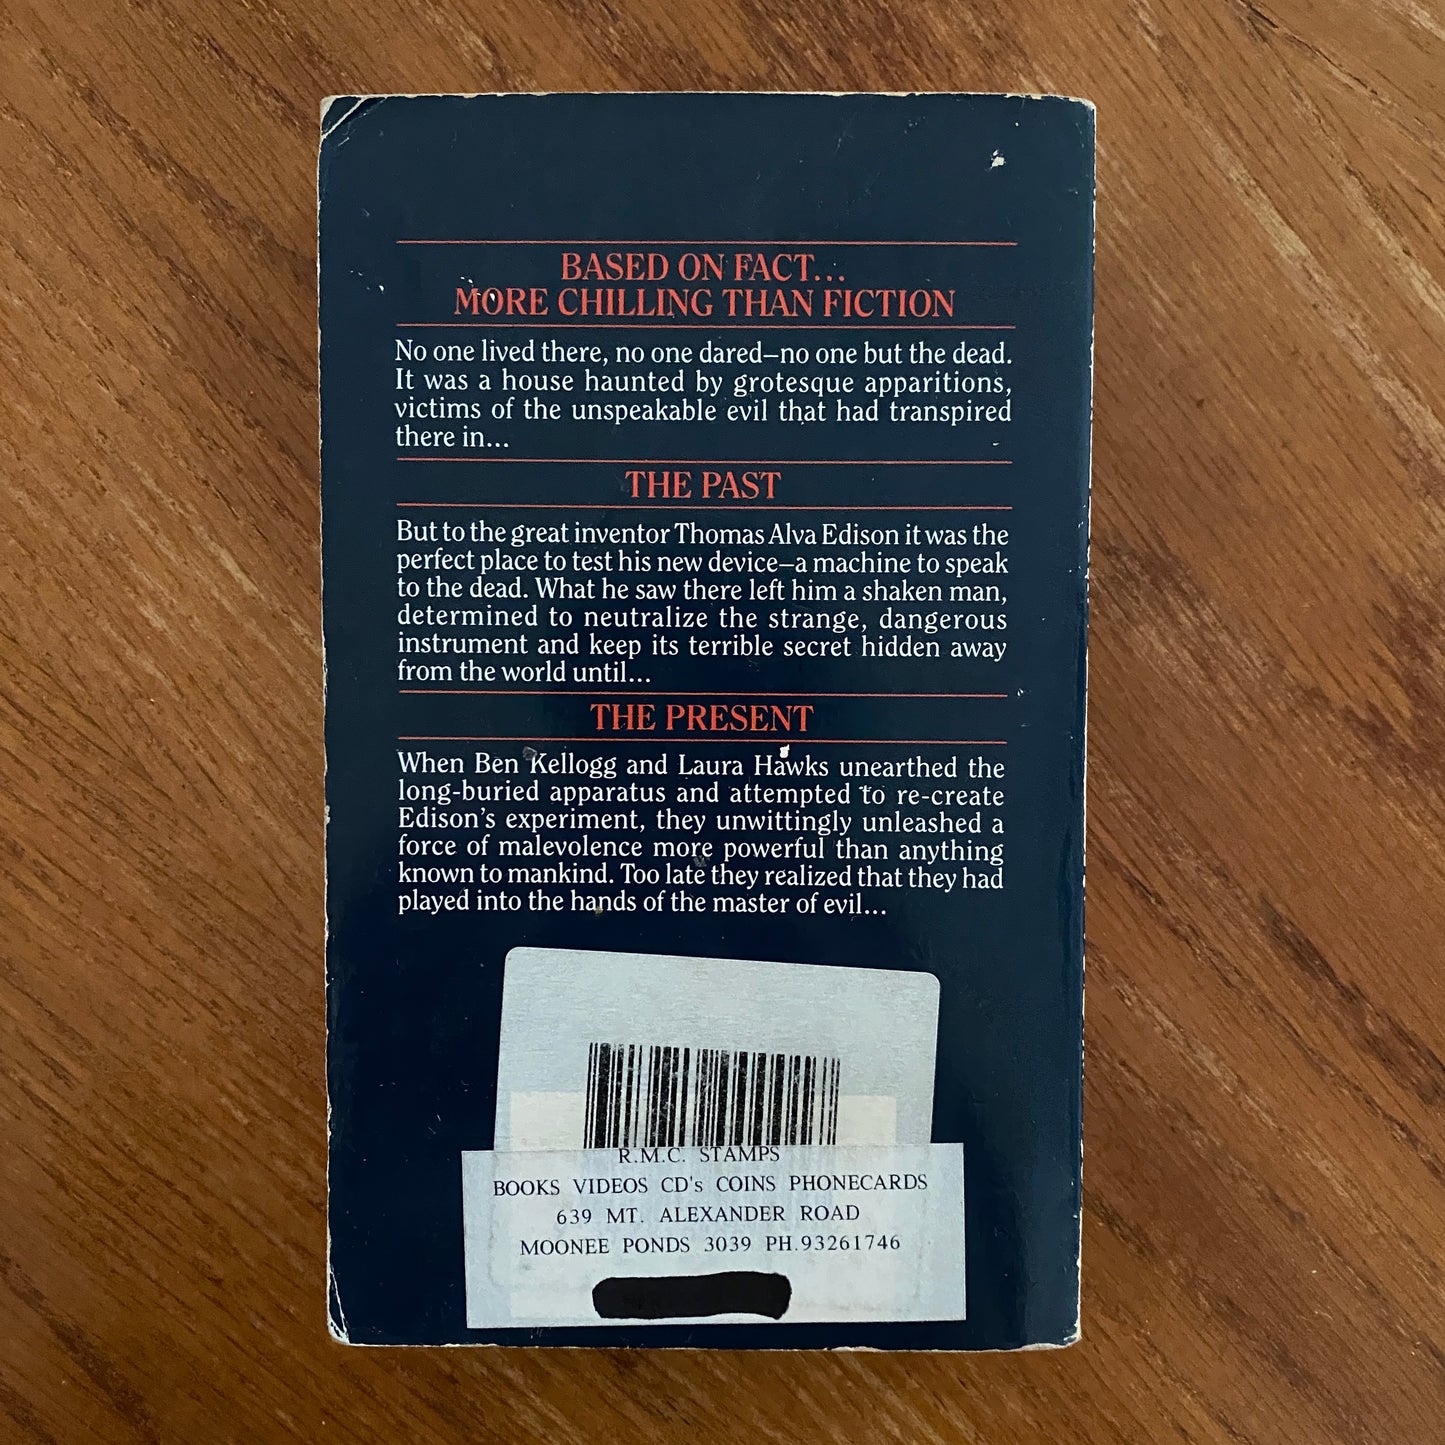 BASED ON FACT...
MORE CHILLING THAN FICTION
No one lived there, no one dared—no one but the dead.
It was a house haunted by grotesque apparitions,
victims of the unspeakable evil that had transpired
there in...
THE PAST
But to the great inventor Thomas Alva Edison it was the
perfect place to test his new device—a machine to speak
to the dead. What he saw there left him a shaken man,
determined to neutralize the strange, dangerous
instrument and keep its terrible secret hidden away
from the world until...
THE PRESENT
When Ben Kellogg and Laura Hawks unearthed the
long-buried apparatus and attempted to re-create
Edison's experiment, they unwittingly unleashed a
force of malevolence more powerful than anything
known to mankind. Too late they realized that they had
played into the hands of the master of evil...
R.M.C. STAMPS
BOOKS VIDEOS CD's COINS PHONECARDS
639 MT. ALEXANDER ROAD
MOONEE PONDS 3039 PH.93261746